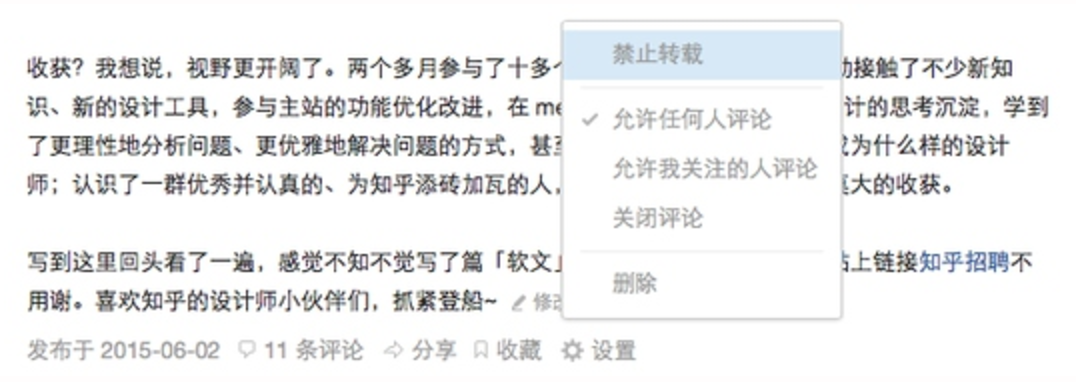 收获？我想说，视野更开阔了。两个多月参与了十多
接触了不少新知
识、新的设计工具，参与主站的功能优化改进，在 me
计的思考沉淀，学到
了更理性地分析问题、更优雅地解决问题的方式，甚至
为什么样的设计
师；认识了一群优秀并认真的、为知乎添砖加瓦的人，
大的收获。
写到这里回头看了一遍，感觉不知不觉写了篇「软文」
上链接知乎招聘不
用谢。喜欢知乎的设计师小伙伴们，抓紧登船~ 修改
禁止转载
允许任何人评论
允许我关注的人评论
关闭评论
删除
发布于 2015-06-02 11 条评论 分享 收藏 设置